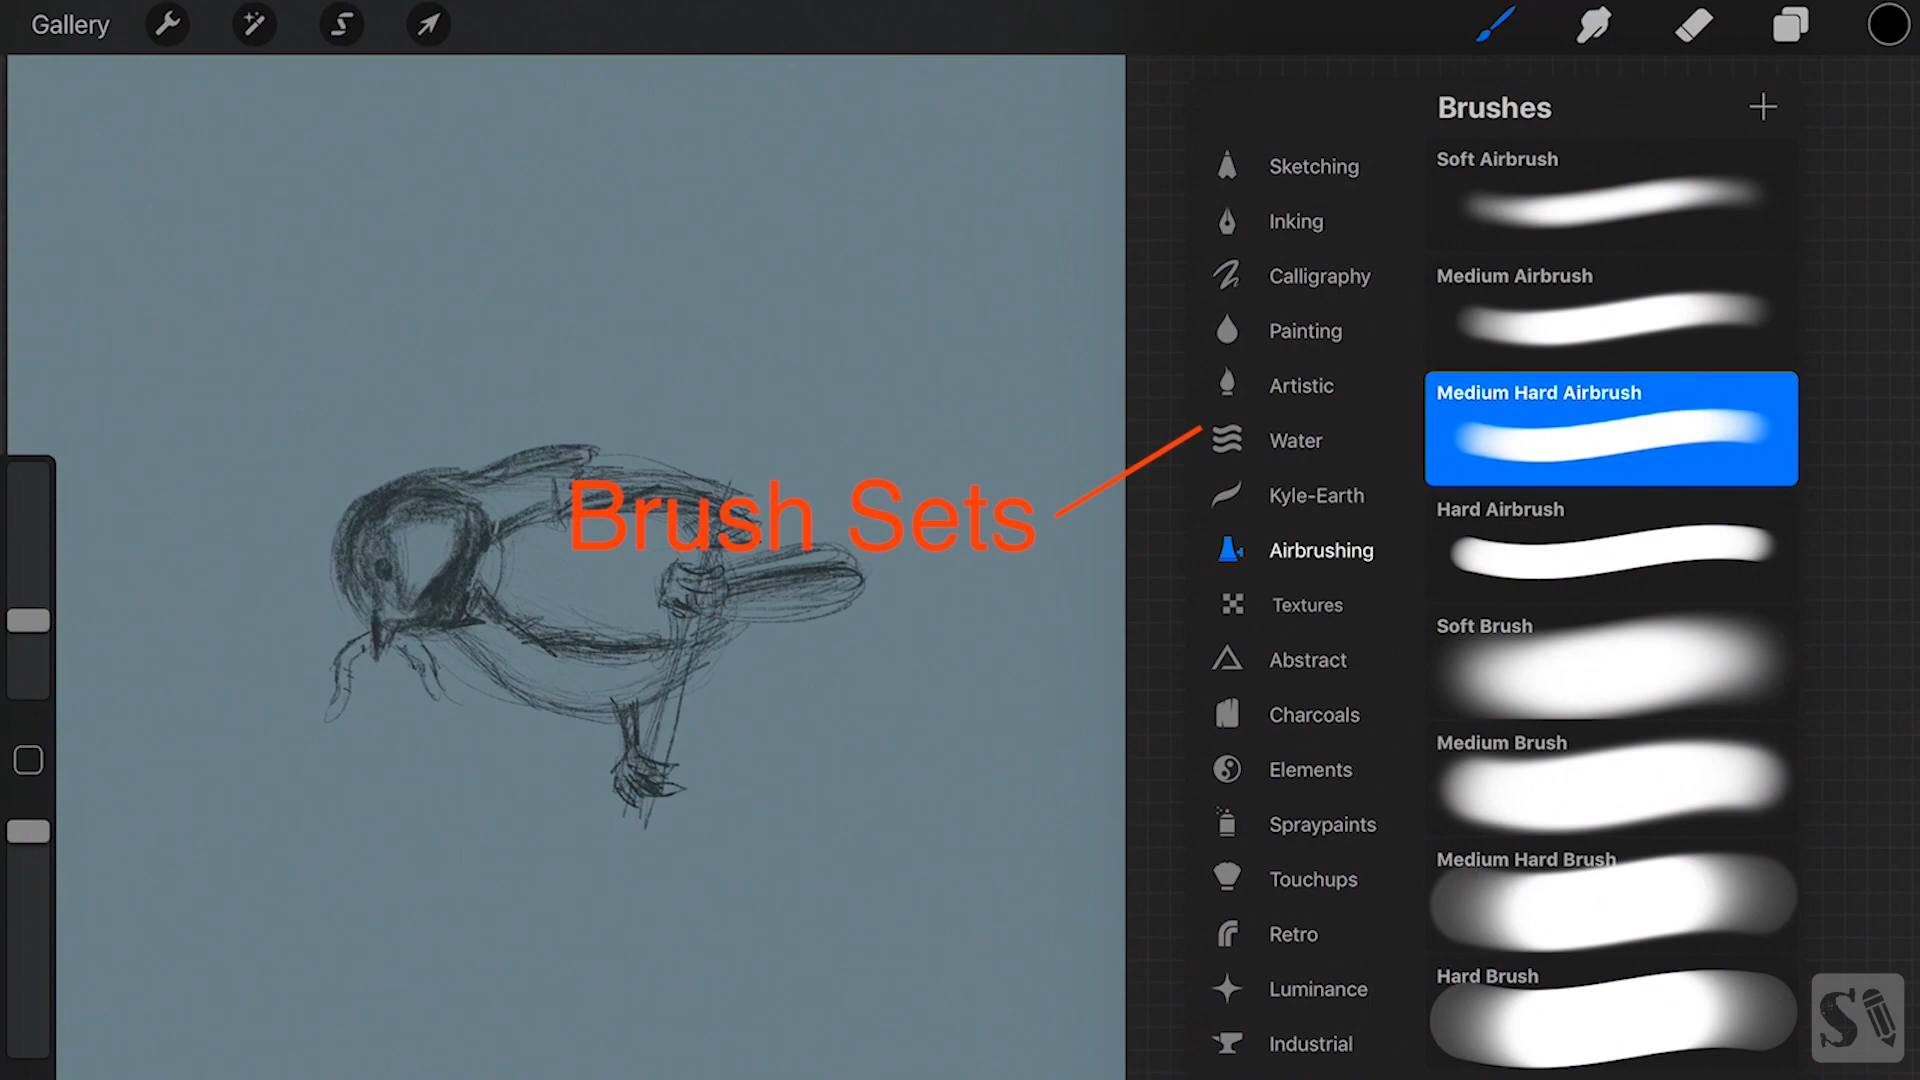 Gallery
Brushes
Sketching
Inking
Calligraphy
Painting
Artistic
Water
Kyle-Earth
Airbrushing
Textures
Abstract
Charcoals
Elements
Spraypaints
Touchups
Retro
Luminance
Industrial
Soft Airbrush
Medium Airbrush
Medium Hard Airbrush
Hard Airbrush
Soft Brush
Medium Brush
Medium Hard Brush
Hard Brush
Brush Sets
S